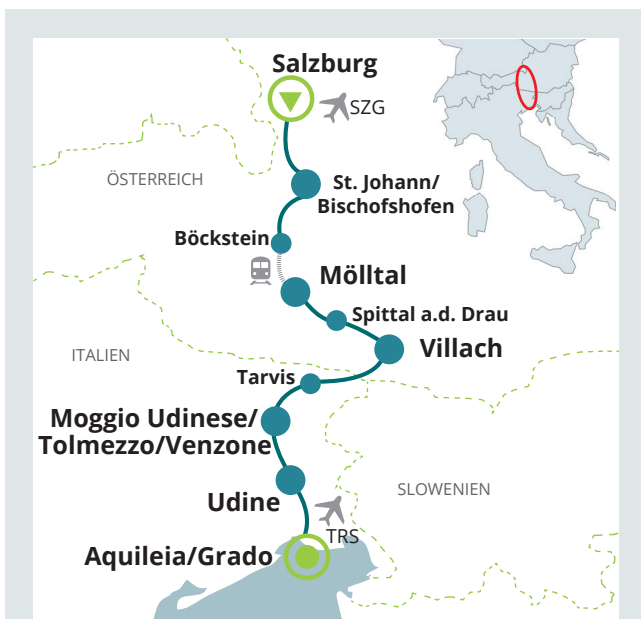 Salzburg
SZG
ÖSTERREICH
St. Johann/
Bischofshofen
Böckstein
Mölltal
Spittal a.d. Drau
ITALIEN
Villach
Tarvis
Moggio Udinese/
Tolmezzo/Venzone
SLOWENIEN
Udine
TRS
Aquileia/Grado